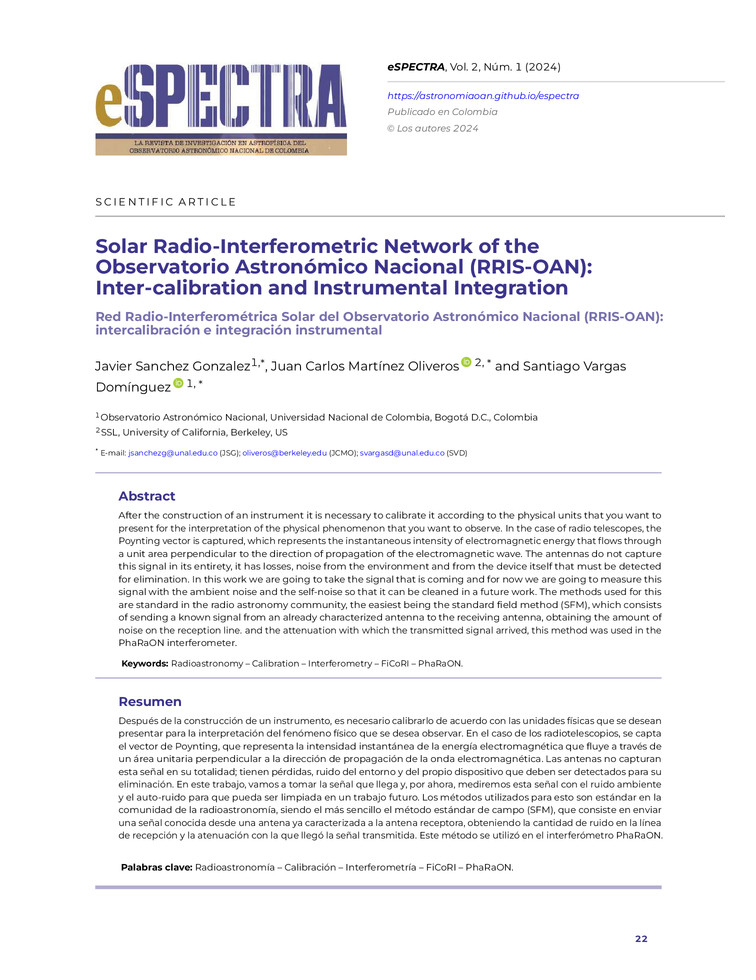 eSPECTRA
LA REVISTA DE INVESTIGACIÓN EN ASTROFÍSICA DEL
OBSERVATORIO ASTRONÓMICO NACIONAL DE COLOMBIA
eSPECTRA, Vol. 2, Núm. 1 (2024)
https://astronomiaoan.github.io/espectra
Publicado en Colombia
© Los autores 2024
SCIENTIFIC ARTICLE
Solar Radio-Interferometric Network of the
Observatorio Astronómico Nacional (RRIS-OAN):
Inter-calibration and Instrumental Integration
Red Radio-Interferométrica Solar del Observatorio Astronómico Nacional (RRIS-OAN):
intercalibración e integración instrumental
Javier Sanchez Gonzalez1,*, Juan Carlos Martínez Oliveros iD 2, * and Santiago Vargas
Domínguez iD 1, *
1Observatorio Astronómico Nacional, Universidad Nacional de Colombia, Bogotá D.C., Colombia
2SSL, University of California, Berkeley, US
* E-mail: jsanchezg@unal.edu.co (JSG); oliveros@berkeley.edu (JCMO); svargasd@unal.edu.co (SVD)
Abstract
After the construction of an instrument it is necessary to calibrate it according to the physical units that you want to
present for the interpretation of the physical phenomenon that you want to observe. In the case of radio telescopes, the
Poynting vector is captured, which represents the instantaneous intensity of electromagnetic energy that flows through
a unit area perpendicular to the direction of propagation of the electromagnetic wave. The antennas do not capture
this signal in its entirety, it has losses, noise from the environment and from the device itself that must be detected
for elimination. In this work we are going to take the signal that is coming and for now we are going to measure this
signal with the ambient noise and the self-noise so that it can be cleaned in a future work. The methods used for this
are standard in the radio astronomy community, the easiest being the standard field method (SFM), which consists
of sending a known signal from an already characterized antenna to the receiving antenna, obtaining the amount of
noise on the reception line. and the attenuation with which the transmitted signal arrived, this method was used in the
PhaRaON interferometer.
Keywords: Radioastronomy – Calibration – Interferometry – FiCoRI – PhaRaON.
Resumen
Después de la construcción de un instrumento, es necesario calibrarlo de acuerdo con las unidades físicas que se desean
presentar para la interpretación del fenómeno físico que se desea observar. En el caso de los radiotelescopios, se capta
el vector de Poynting, que representa la intensidad instantánea de la energía electromagnética que fluye a través de
un área unitaria perpendicular a la dirección de propagación de la onda electromagnética. Las antenas no capturan
esta señal en su totalidad; tienen pérdidas, ruido del entorno y del propio dispositivo que deben ser detectados para su
eliminación. En este trabajo, vamos a tomar la señal que llega y, por ahora, mediremos esta señal con el ruido ambiente
y el auto-ruido para que pueda ser limpiada en un trabajo futuro. Los métodos utilizados para esto son estándar en la
comunidad de la radioastronomía, siendo el más sencillo el método estándar de campo (SFM), que consiste en enviar
una señal conocida desde una antena ya caracterizada a la antena receptora, obteniendo la cantidad de ruido en la línea
de recepción y la atenuación con la que llegó la señal transmitida. Este método se utilizó en el interferómetro PhaRaON.
Palabras clave: Radioastronomía – Calibración – Interferometría – FiCoRI – PhaRaON.
22